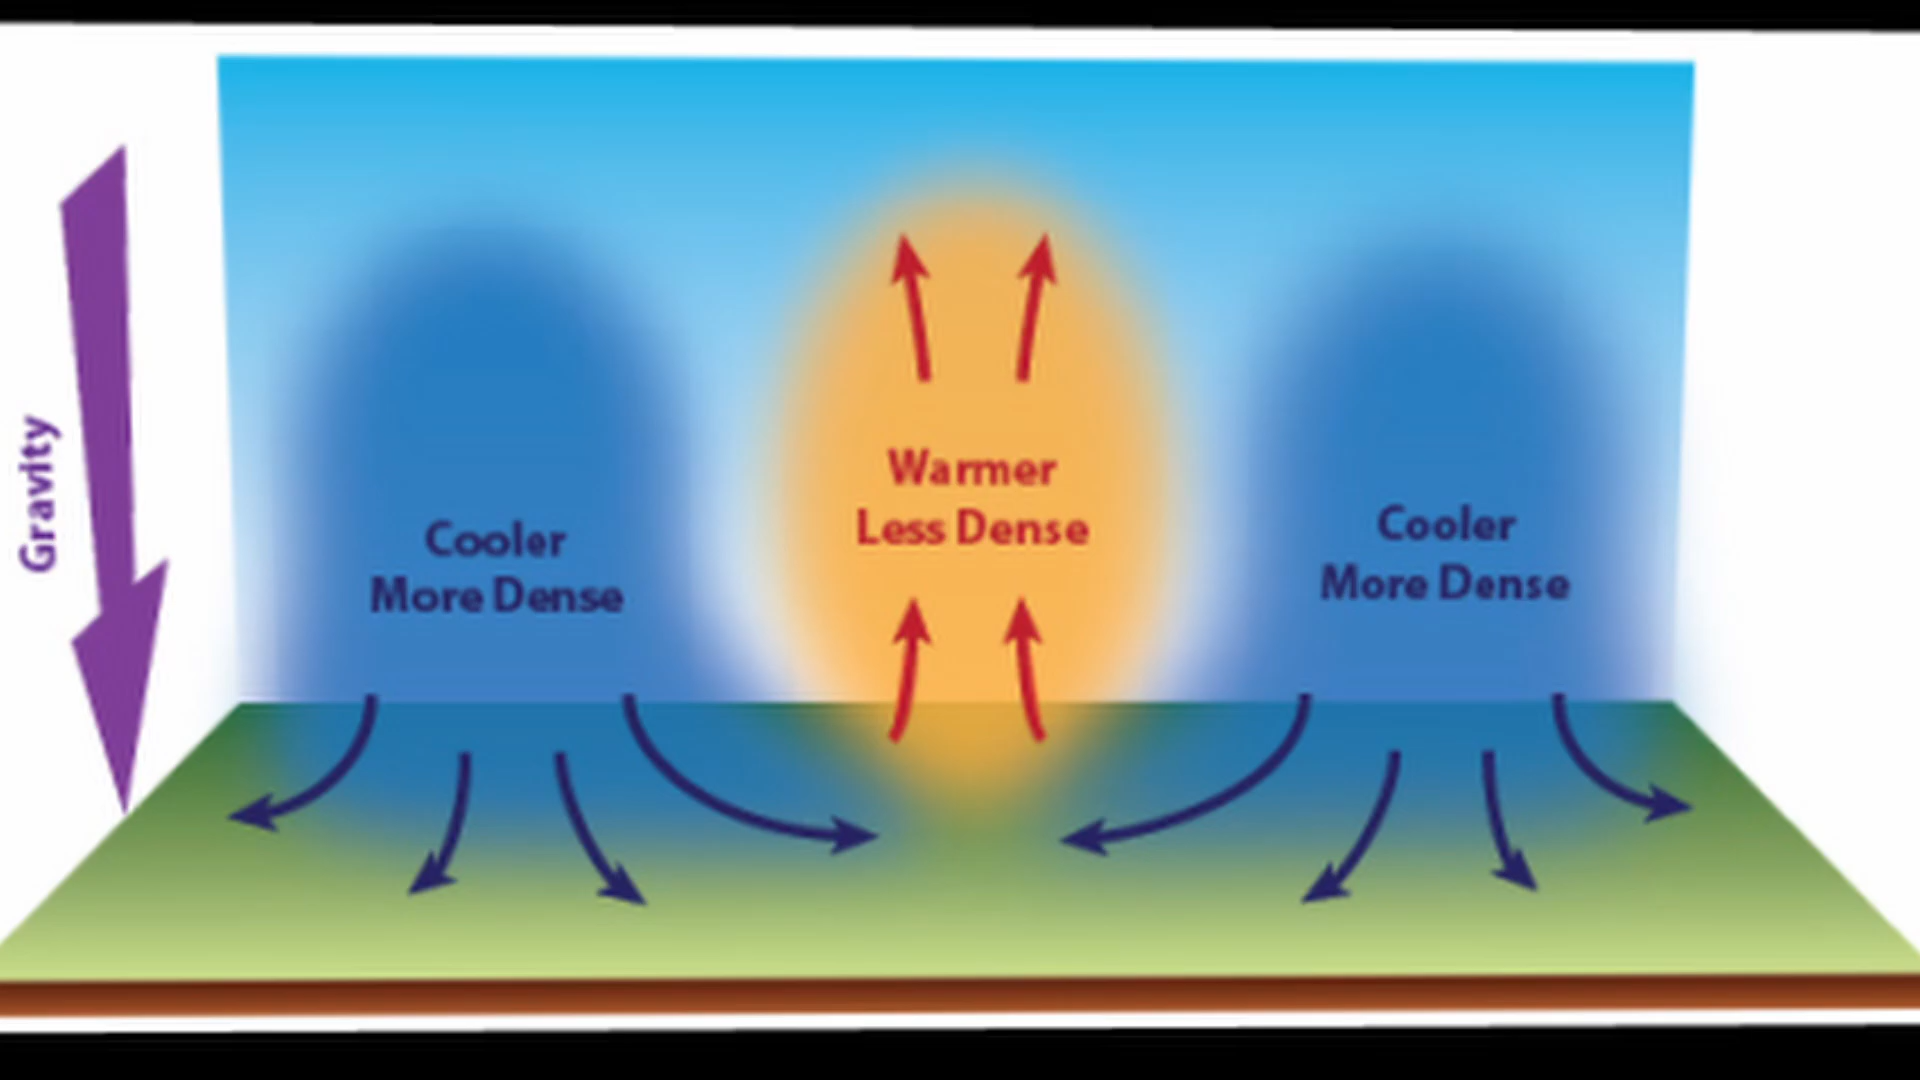 Gravity
Cooler
More Dense
Warmer
Less Dense
Cooler
More Dense